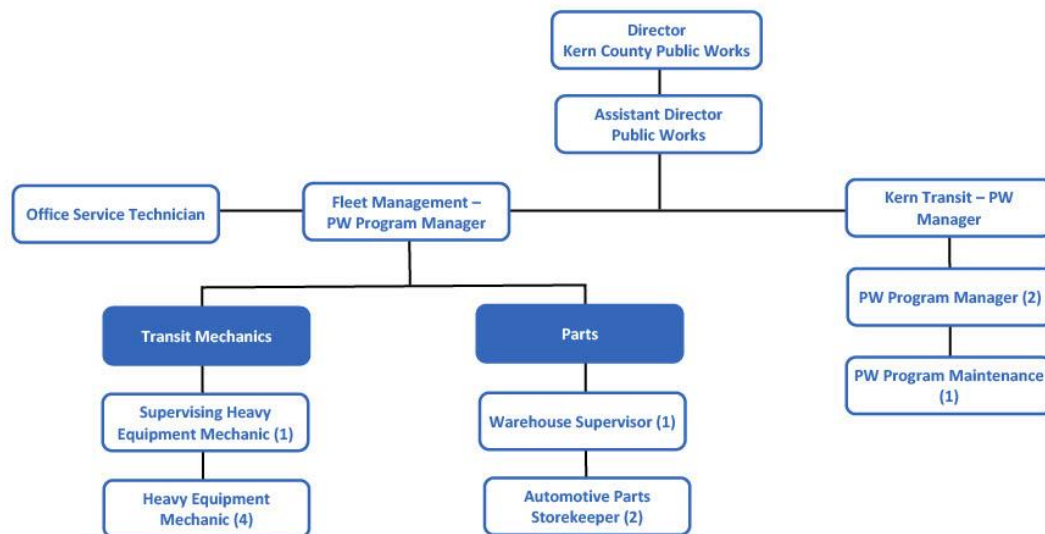 Director
Kern County Public Works
Assistant Director
Public Works
Office Service Technician
Fleet Management –
PW Program Manager
Kern Transit – PW
Manager
PW Program Manager (2)
PW Program Maintenance
(1)
Transit Mechanics
Parts
Supervising Heavy
Equipment Mechanic (1)
Warehouse Supervisor (1)
Heavy Equipment
Mechanic (4)
Automotive Parts
Storekeeper (2)